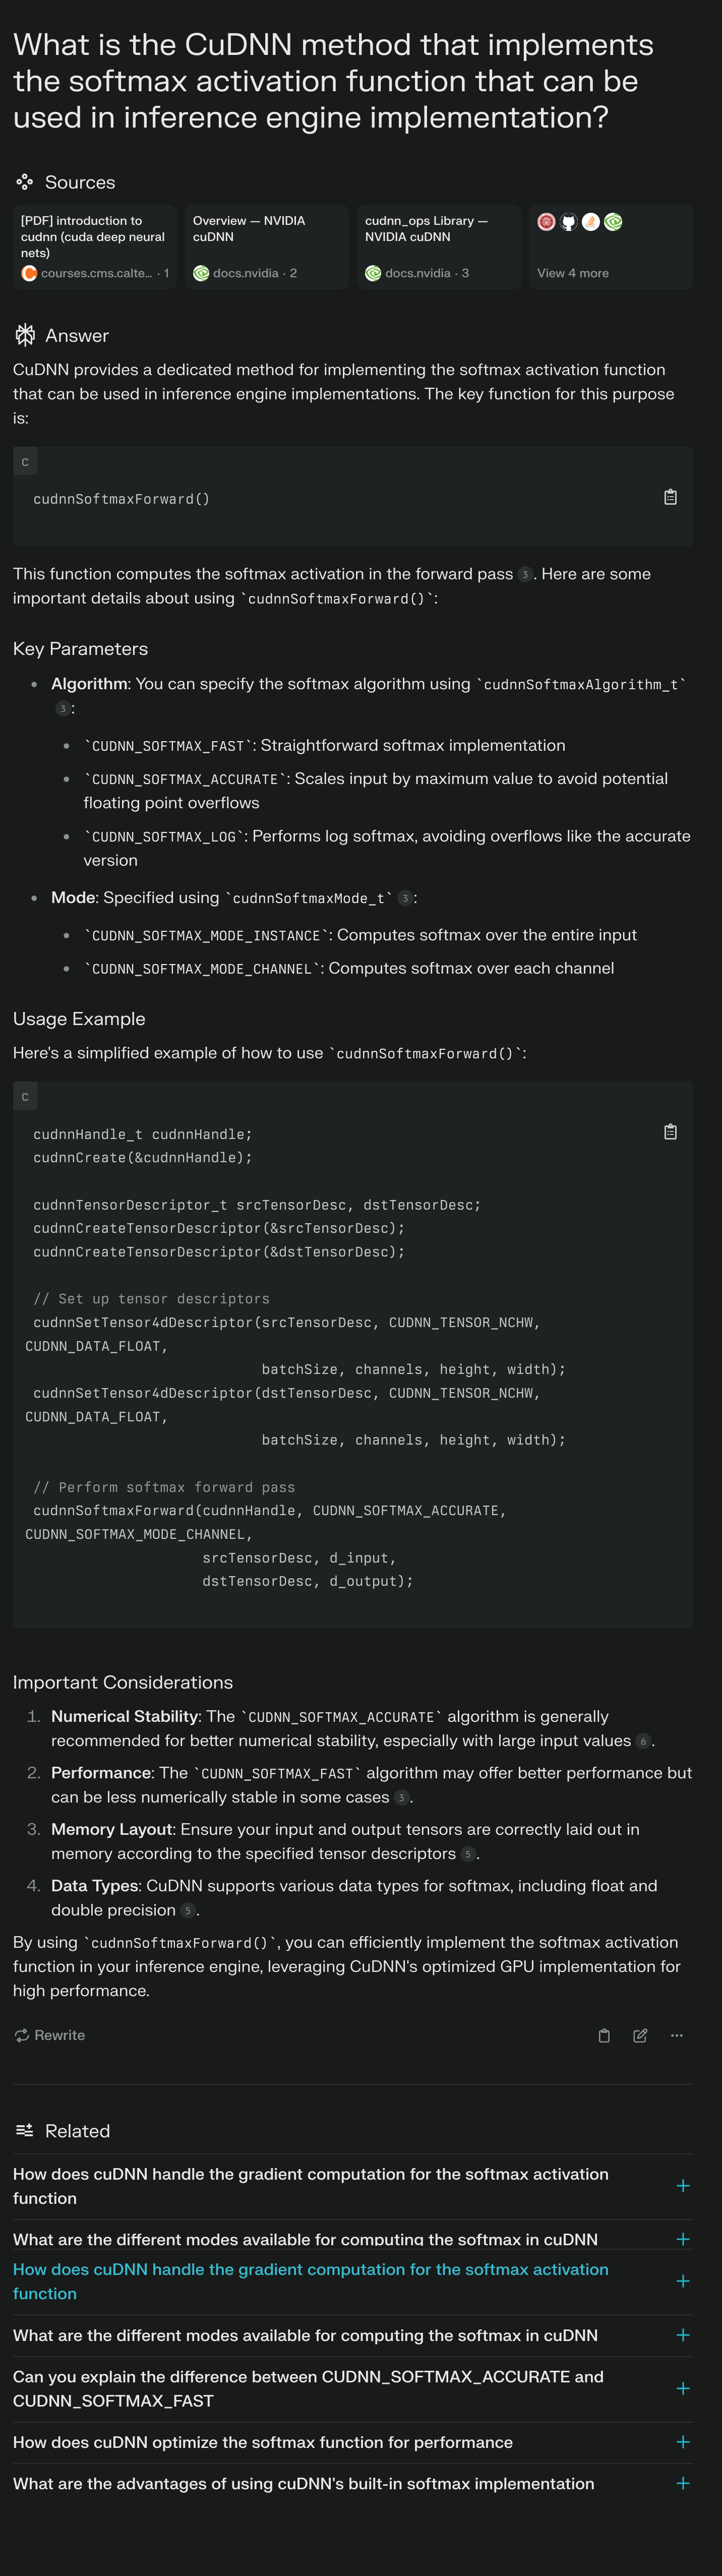 What is the CuDNN method that implements
the softmax activation function that can be
used in inference engine implementation?
Sources
[PDF] introduction to
cudnn (cuda deep neural
nets)
courses.cms.calte... · 1
Overview — NVIDIA
cuDNN
docs.nvidia · 2
cudnn_ops Library —
NVIDIA cuDNN
docs.nvidia · 3
View 4 more
Answer
CuDNN provides a dedicated method for implementing the softmax activation function
that can be used in inference engine implementations. The key function for this purpose
is:
C
cudnnSoftmaxForward()
This function computes the softmax activation in the forward pass 3. Here are some
important details about using `cudnnSoftmaxForward()`:
Key Parameters
• Algorithm: You can specify the softmax algorithm using `cudnnSoftmaxAlgorithm_t`
3:
• `CUDNN_SOFTMAX_FAST`: Straightforward softmax implementation
• `CUDNN_SOFTMAX_ACCURATE`: Scales input by maximum value to avoid potential
floating point overflows
• `CUDNN_SOFTMAX_LOG`: Performs log softmax, avoiding overflows like the accurate
version
• Mode: Specified using `cudnnSoftmaxMode_t` 3:
• `CUDNN_SOFTMAX_MODE_INSTANCE`: Computes softmax over the entire input
• `CUDNN_SOFTMAX_MODE_CHANNEL`: Computes softmax over each channel
Usage Example
Here's a simplified example of how to use `cudnnSoftmaxForward()`:
C
cudnnHandle_t cudnnHandle;
cudnnCreate(&cudnnHandle);
cudnnTensorDescriptor_t srcTensorDesc, dstTensorDesc;
cudnnCreateTensorDescriptor(&srcTensorDesc);
cudnnCreateTensorDescriptor(&dstTensorDesc);
// Set up tensor descriptors
cudnnSetTensor4dDescriptor(srcTensorDesc, CUDNN_TENSOR_NCHW,
CUDNN_DATA_FLOAT,
batchSize, channels, height, width);
cudnnSetTensor4dDescriptor(dstTensorDesc, CUDNN_TENSOR_NCHW,
CUDNN_DATA_FLOAT,
batchSize, channels, height, width);
// Perform softmax forward pass
cudnnSoftmaxForward(cudnnHandle, CUDNN_SOFTMAX_ACCURATE,
CUDNN_SOFTMAX_MODE_CHANNEL,
srcTensorDesc, d_input,
dstTensorDesc, d_output);
Important Considerations
1. Numerical Stability: The `CUDNN_SOFTMAX_ACCURATE` algorithm is generally
recommended for better numerical stability, especially with large input values 6.
2. Performance: The `CUDNN_SOFTMAX_FAST` algorithm may offer better performance but
can be less numerically stable in some cases 3.
3. Memory Layout: Ensure your input and output tensors are correctly laid out in
memory according to the specified tensor descriptors 5.
4. Data Types: CuDNN supports various data types for softmax, including float and
double precision 5.
By using `cudnnSoftmaxForward()`, you can efficiently implement the softmax activation
function in your inference engine, leveraging CuDNN's optimized GPU implementation for
high performance.
Rewrite
Related
How does cuDNN handle the gradient computation for the softmax activation
function
What are the different modes available for computing the softmax in cuDNN
How does cuDNN handle the gradient computation for the softmax activation
function
What are the different modes available for computing the softmax in cuDNN
Can you explain the difference between CUDNN_SOFTMAX_ACCURATE and
CUDNN_SOFTMAX_FAST
How does cuDNN optimize the softmax function for performance
What are the advantages of using cuDNN's built-in softmax implementation